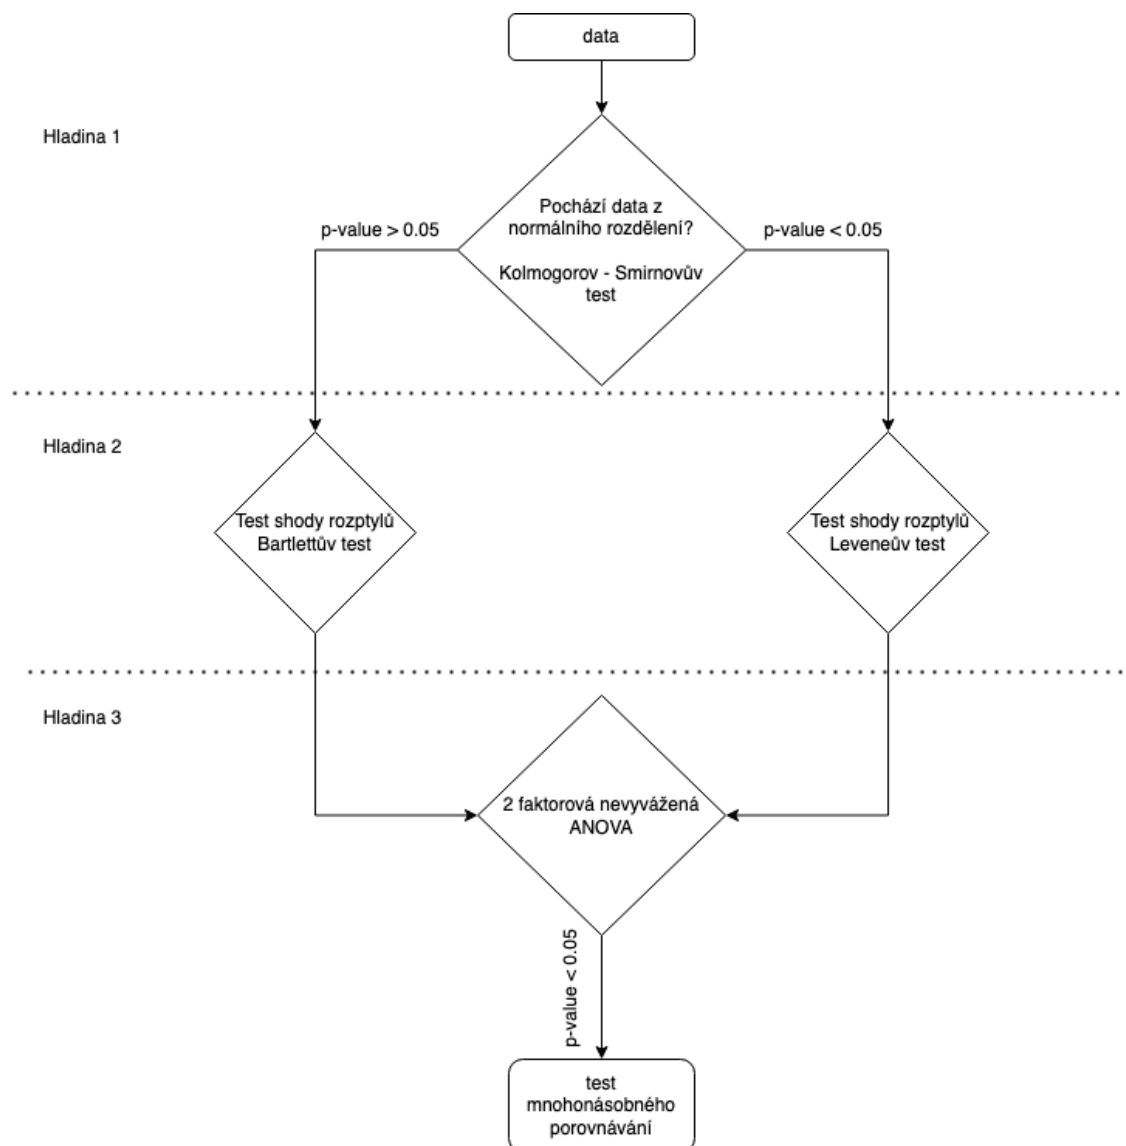 data
Hladina 1
Pochází data z
normálního rozdělení?
p-value > 0.05
p-value < 0.05
Kolmogorov - Smirnovův
test
Hladina 2
Test shody rozptylů
Bartlettův test
Test shody rozptylů
Leveneův test
Hladina 3
2 faktorová nevyvážená
ANOVA
p-value < 0.05
test
mnohonásobného
porovnávání